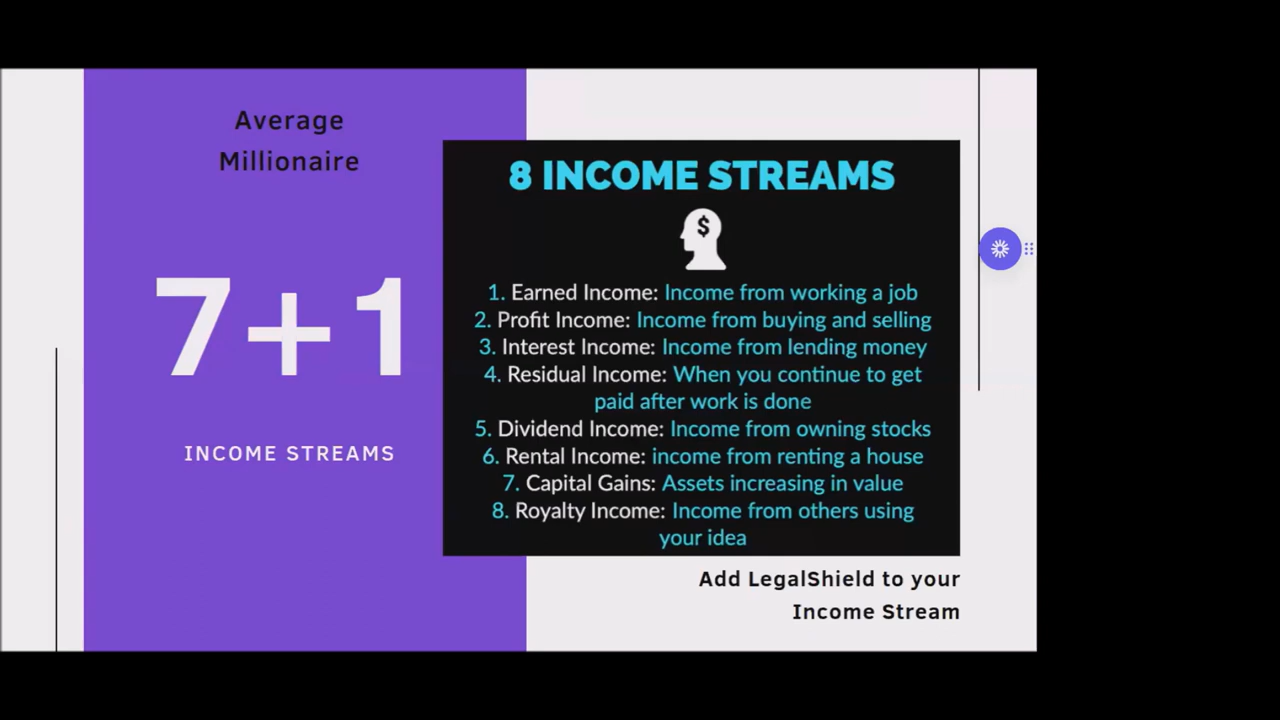 Average
Millionaire
7+1
INCOME STREAMS
8 INCOME STREAMS
$
1. Earned Income: Income from working a job
2. Profit Income: Income from buying and selling
3. Interest Income: Income from lending money
4. Residual Income: When you continue to get
paid after work is done
5. Dividend Income: Income from owning stocks
6. Rental Income: income from renting a house
7. Capital Gains: Assets increasing in value
8. Royalty Income: Income from others using
your idea
Add LegalShield to your
Income Stream